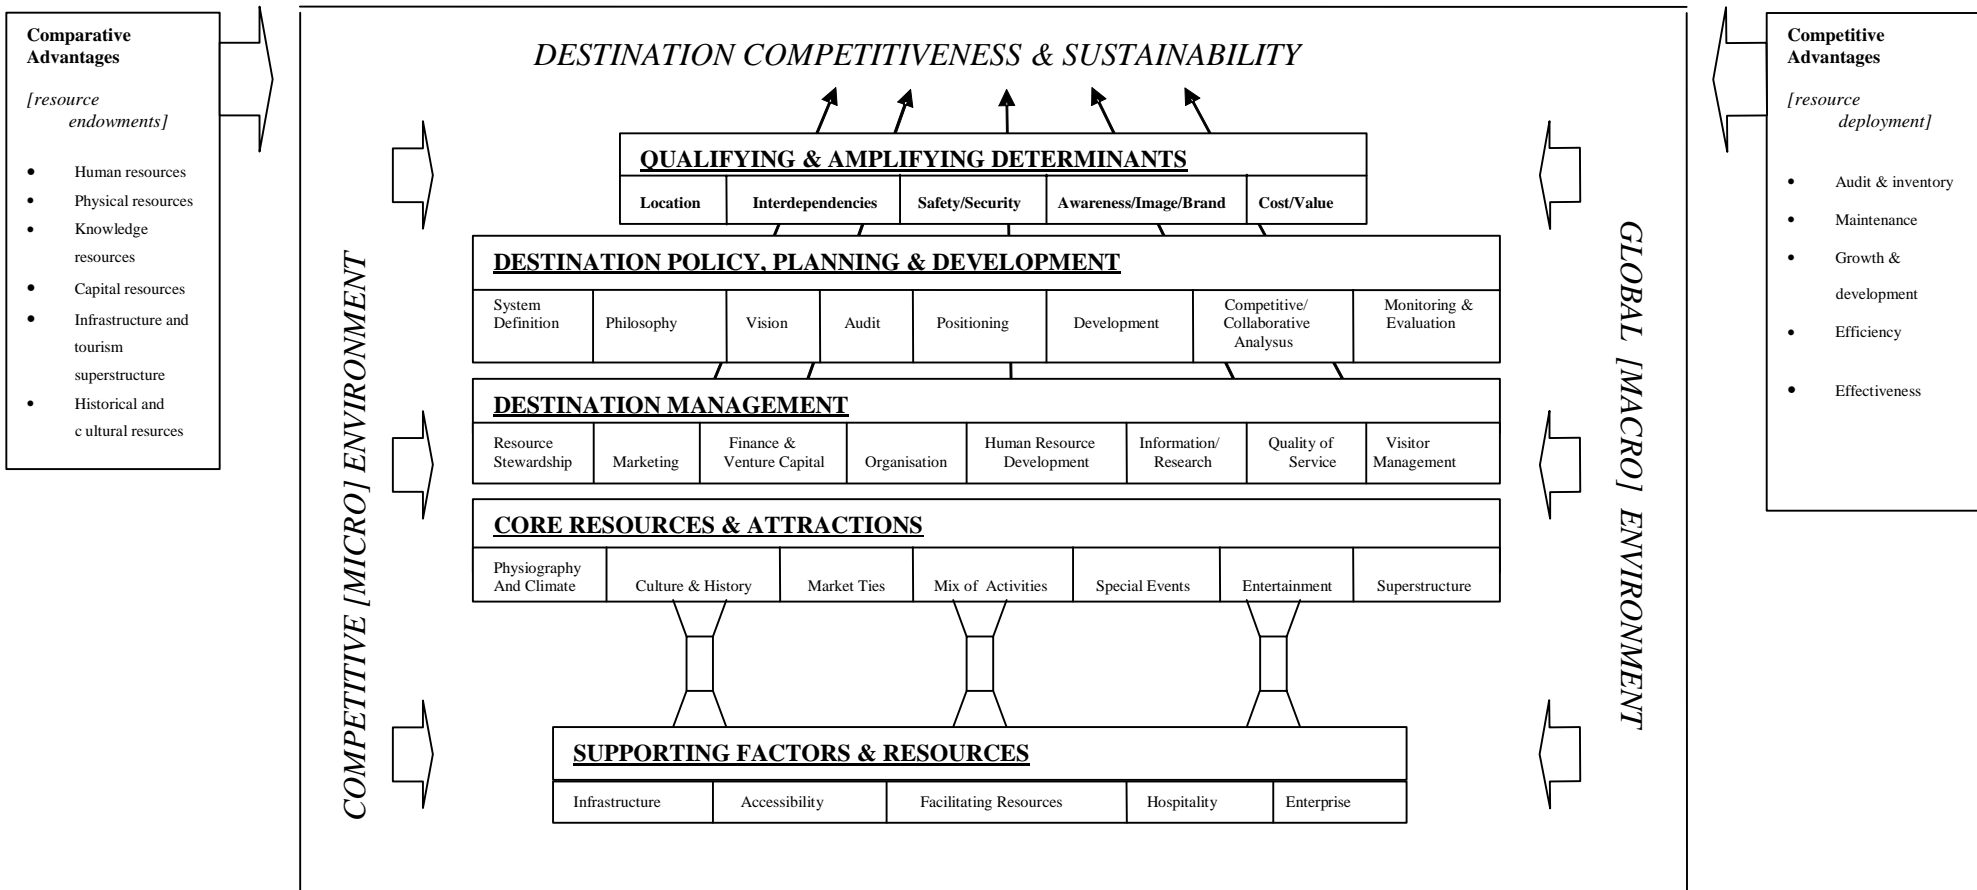 Comparative
Advantages
[resource
endowments]
• Human resources
• Physical resources
• Knowledge
resources
• Capital resources
• Infrastructure and
tourism
superstructure
• Historical and
c ultural resurces
COMPETITIVE [MICRO] ENVIRONMENT
DESTINATION COMPETITIVENESS & SUSTAINABILITY
QUALIFYING & AMPLIFYING DETERMINANTS
Location Interdependencies Safety/Security Awareness/Image/Brand Cost/Value
DESTINATION POLICY, PLANNING & DEVELOPMENT
System
Definition
Philosophy
Vision
Audit
Positioning
Development
Competitive/
Collaborative
Analysus
Monitoring &
Evaluation
DESTINATION MANAGEMENT
Resource
Stewardship
Marketing
Finance &
Venture Capital
Organisation
Human Resource
Development
Information/
Research
Quality of
Service
Visitor
Management
CORE RESOURCES & ATTRACTIONS
Physiography
And Climate
Culture & History
Market Ties
Mix of Activities
Special Events
Entertainment
Superstructure
SUPPORTING FACTORS & RESOURCES
Infrastructure Accessibility Facilitating Resources Hospitality Enterprise
GLOBAL [MACRO] ENVIRONMENT
Competitive
Advantages
[resource
deployment]
• Audit & inventory
• Maintenance
• Growth &
development
• Efficiency
• Effectiveness